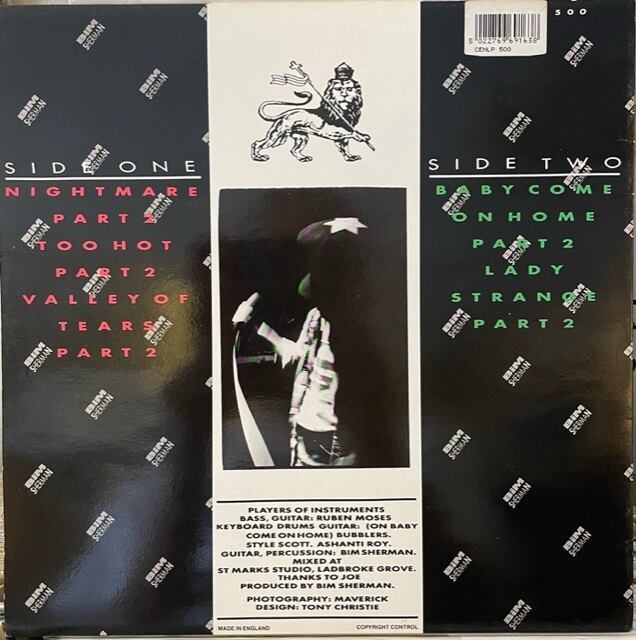 500
5 022769 691638
CENLP 500
SIDE ONE
NIGHTMARE
PART 2
TOO HOT
PART 2
VALLEY OF
TEARS
PART 2
SIDE TWO
BABY COME
ON HOME
PART 2
LADY
STRANGE
PART 2
BIM
SHERMAN
PLAYERS OF INSTRUMENTS
BASS, GUITAR: RUBEN MOSES
KEYBOARD DRUMS GUITAR: (ON BABY
COME ON HOME) BUBBLERS.
STYLE SCOTT. ASHANTI ROY.
GUITAR, PERCUSSION: BIM SHERMAN.
MIXED AT
ST MARKS STUDIO, LADBROKE GROVE.
THANKS TO JOE
PRODUCED BY BIM SHERMAN.
PHOTOGRAPHY: MAVERICK
DESIGN: TONY CHRISTIE
MADE IN ENGLAND
COPYRIGHT CONTROL